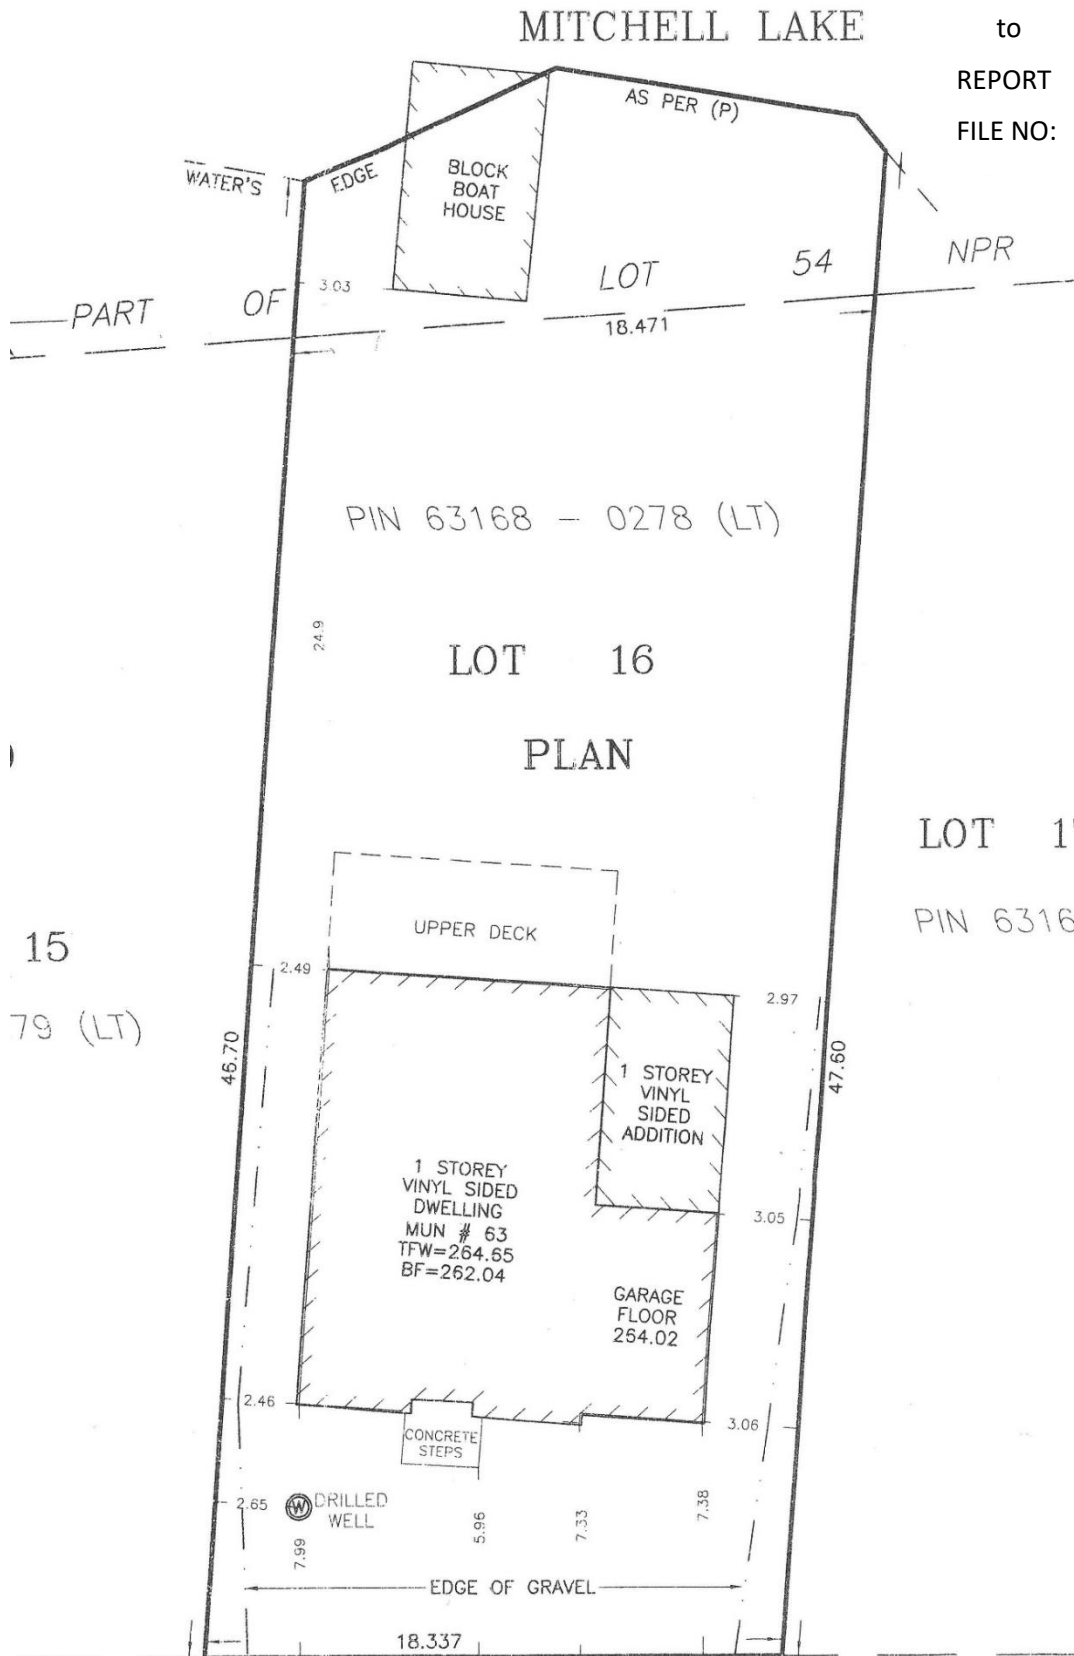 MITCHELL LAKE
to
REPORT
FILE NO:
AS PER (P)
WATER'S
EDGE
BLOCK
BOAT
HOUSE
PART OF LOT 54 NPR
3.03
18.471
PIN 63168 - 0278 (LT)
24.9
LOT 16
PLAN
LOT
PIN 6316
15
79 (LT)
UPPER DECK
2.49
2.97
46.70
47.60
1 STOREY
VINYL
SIDED
ADDITION
1 STOREY
VINYL SIDED
DWELLING
MUN # 63
TFW=264.65
BF=262.04
3.05
GARAGE
FLOOR
264.02
2.46
3.06
CONCRETE
STEPS
2.65
W
DRILLED
WELL
7.99
5.96
7.33
7.38
EDGE OF GRAVEL
18.337